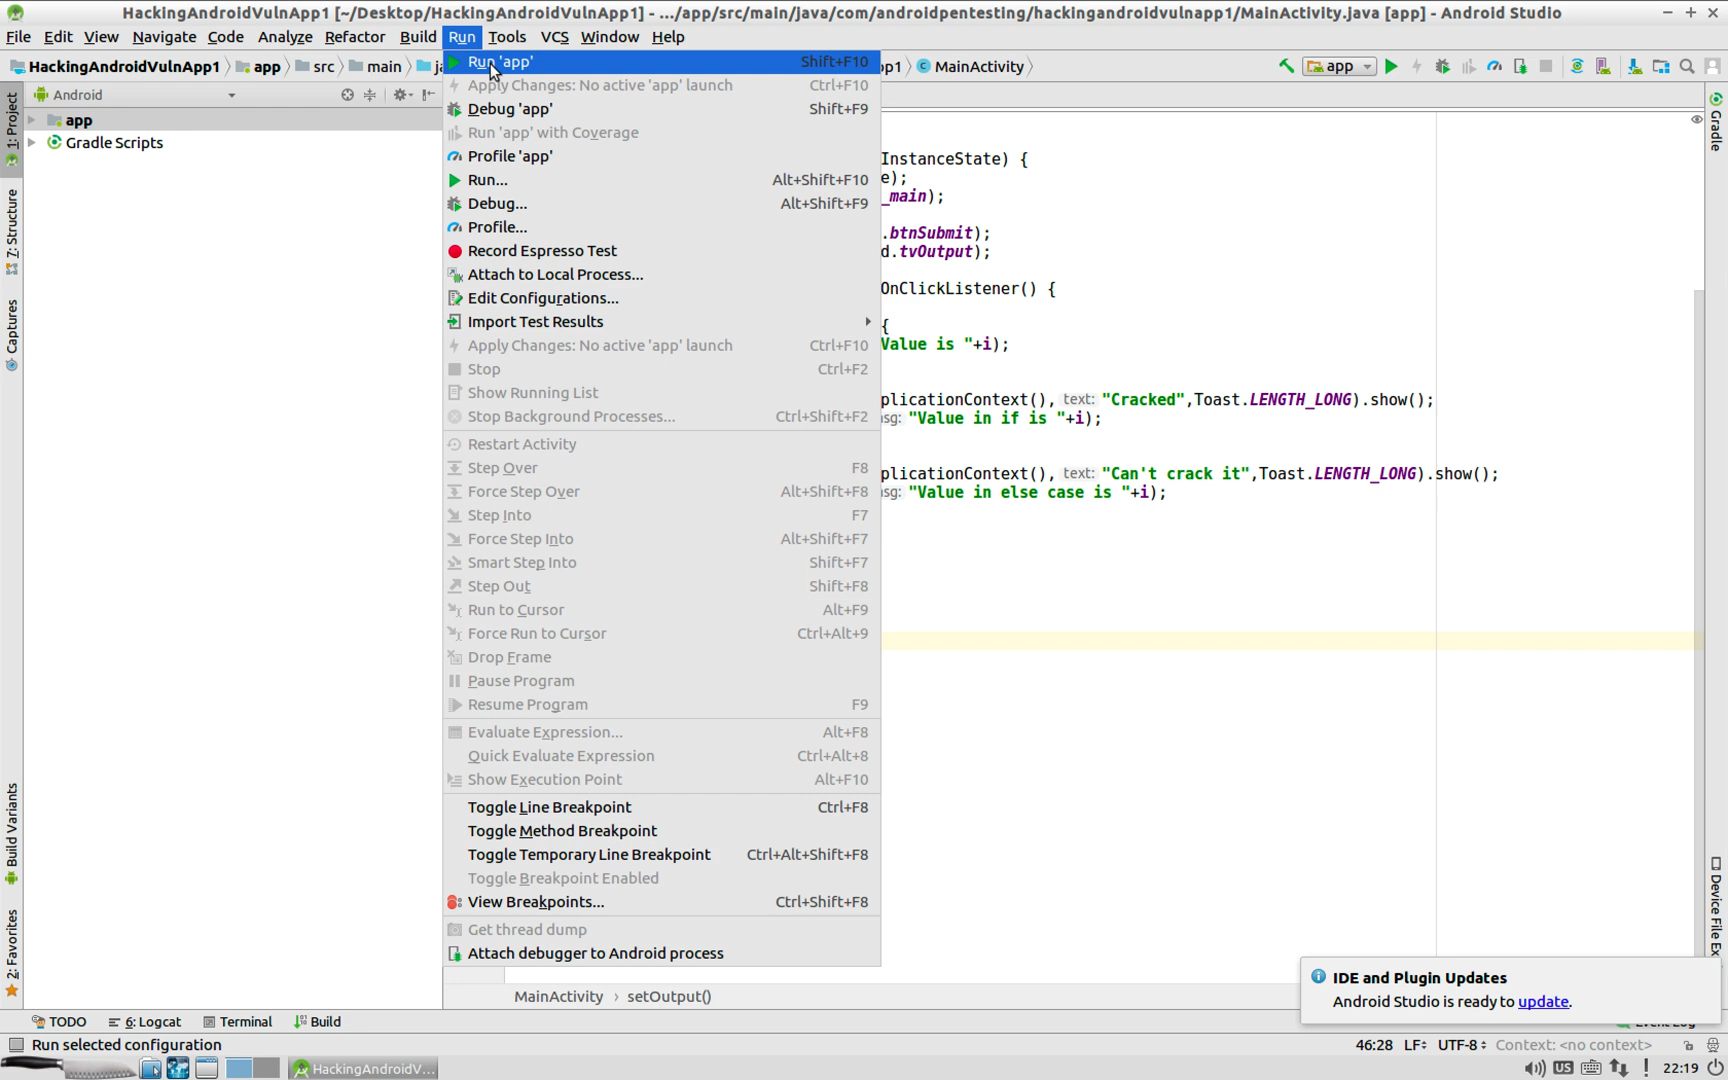 HackingAndroidVulnApp1 [~/Desktop/HackingAndroidVulnApp1] - .../app/src/main/java/com/androidpentesting/hackingandroidvulnapp1/MainActivity.java [app] - Android Studio
File Edit View Navigate Code Analyze Refactor Build Run Tools VCS Window Help
HackingAndroidVulnApp1 app src main MainActivity app
Android
app
Gradle Scripts
1: Project
7: Structure
Captures
Build Variants
2: Favorites
Run 'app' Shift+F10
Apply Changes: No active 'app' launch Ctrl+F10
Debug 'app' Shift+F9
Run 'app' with Coverage
Profile 'app'
Run... Alt+Shift+F10
Debug... Alt+Shift+F9
Profile...
Record Espresso Test
Attach to Local Process...
Edit Configurations...
Import Test Results
Apply Changes: No active 'app' launch Ctrl+F10
Stop Ctrl+F2
Show Running List
Stop Background Processes... Ctrl+Shift+F2
Restart Activity
Step Over F8
Force Step Over Alt+Shift+F8
Step Into F7
Force Step Into Alt+Shift+F7
Smart Step Into Shift+F7
Step Out Shift+F8
Run to Cursor Alt+F9
Force Run to Cursor Ctrl+Alt+9
Drop Frame
Pause Program
Resume Program F9
Evaluate Expression... Alt+F8
Quick Evaluate Expression Ctrl+Alt+8
Show Execution Point Alt+F10
Toggle Line Breakpoint Ctrl+F8
Toggle Method Breakpoint
Toggle Temporary Line Breakpoint Ctrl+Alt+Shift+F8
Toggle Breakpoint Enabled
View Breakpoints... Ctrl+Shift+F8
Get thread dump
Attach debugger to Android process
InstanceState) {
e);
_main);
.btnSubmit);
d.tvOutput);
OnClickListener() {
{
Value is "+i);
plicationContext(), text: "Cracked",Toast.LENGTH_LONG).show();
"Value in if is "+i);
plicationContext(), text: "Can't crack it",Toast.LENGTH_LONG).show();
"Value in else case is "+i);
Gradle
Device File Ex
IDE and Plugin Updates
Android Studio is ready to update.
MainActivity › setOutput()
TODO 6: Logcat Terminal Build
Run selected configuration 46:28 LF÷ UTF-8÷ Context: <no context>
HackingAndroidV... US 22:19